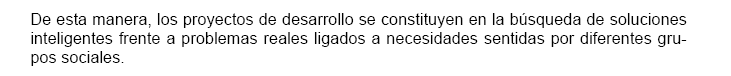 De esta manera, los proyectos de desarrollo se constituyen en la búsqueda de soluciones
inteligentes frente a problemas reales ligados a necesidades sentidas por diferentes gru-
pos sociales.